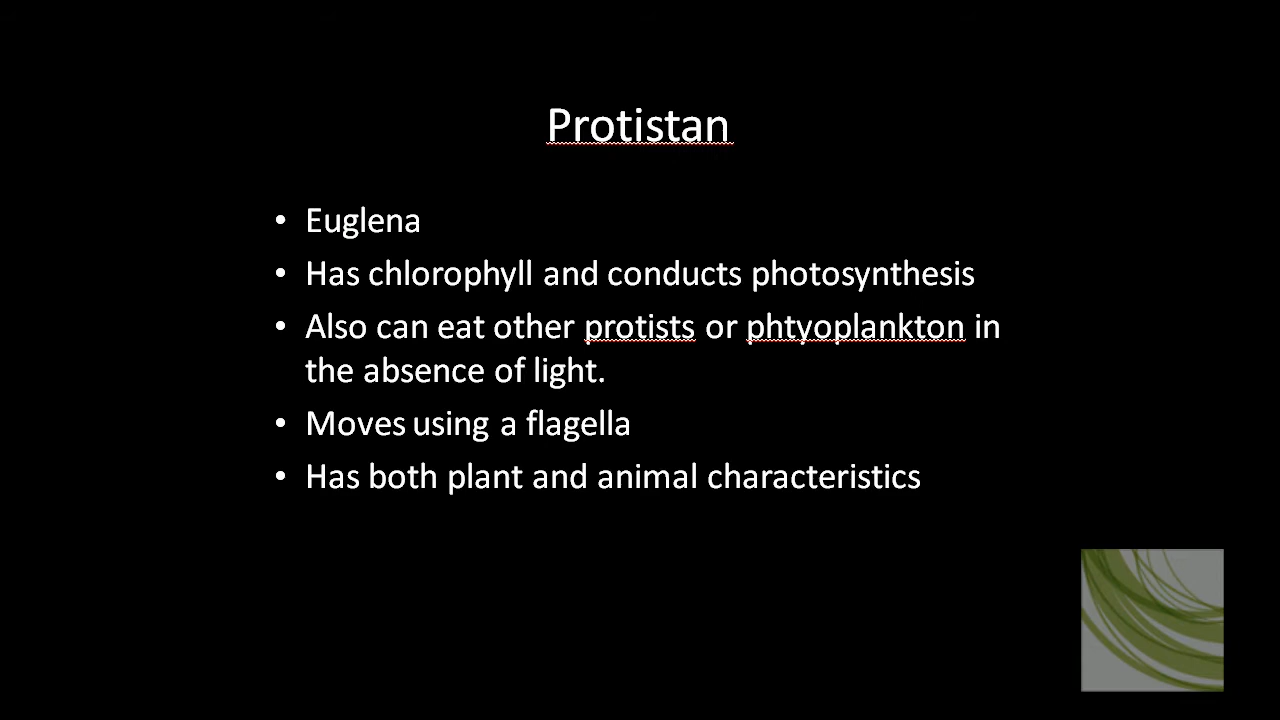 Protistan
• Euglena
• Has chlorophyll and conducts photosynthesis
• Also can eat other protists or phtyoplankton in
the absence of light.
• Moves using a flagella
• Has both plant and animal characteristics